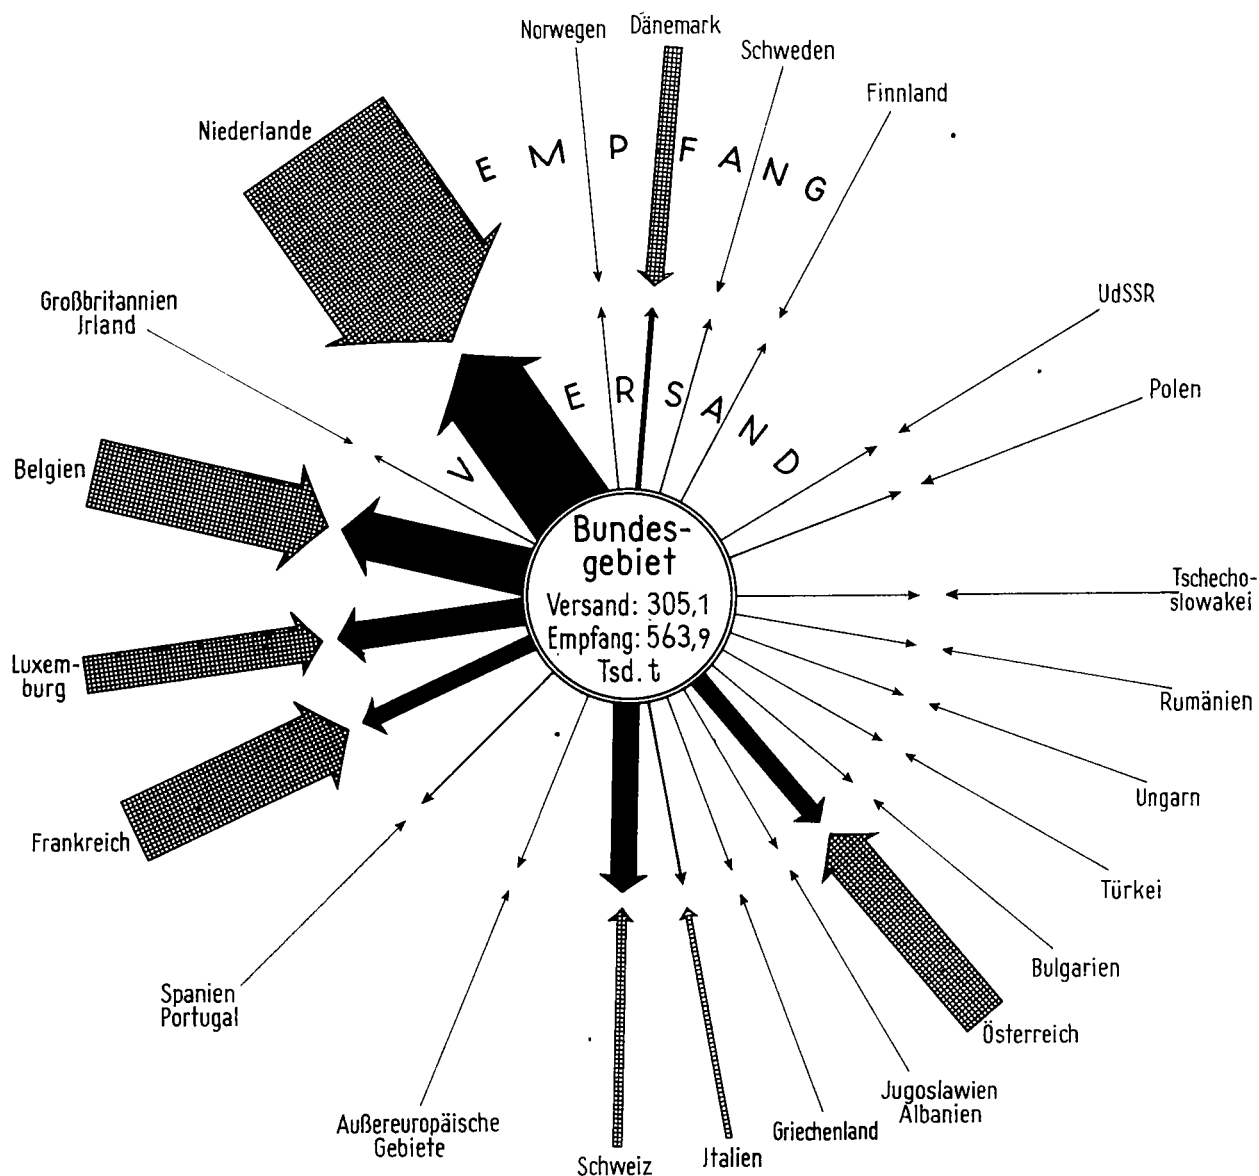 Norwegen
Dänemark
Schweden
Finnland
Niederlande
EMPFANG
Großbritannien
Jrland
UdSSR
Polen
VERSAND
Belgien
Bundes-
gebiet
Versand: 305,1
Empfang: 563,9
Tsd. t
Tschecho-
slowakei
Luxem-
burg
Rumänien
Ungarn
Frankreich
Türkei
Bulgarien
Spanien
Portugal
Österreich
Jugoslawien
Albanien
Außereuropäische
Gebiete
Griechenland
Schweiz
Jtalien